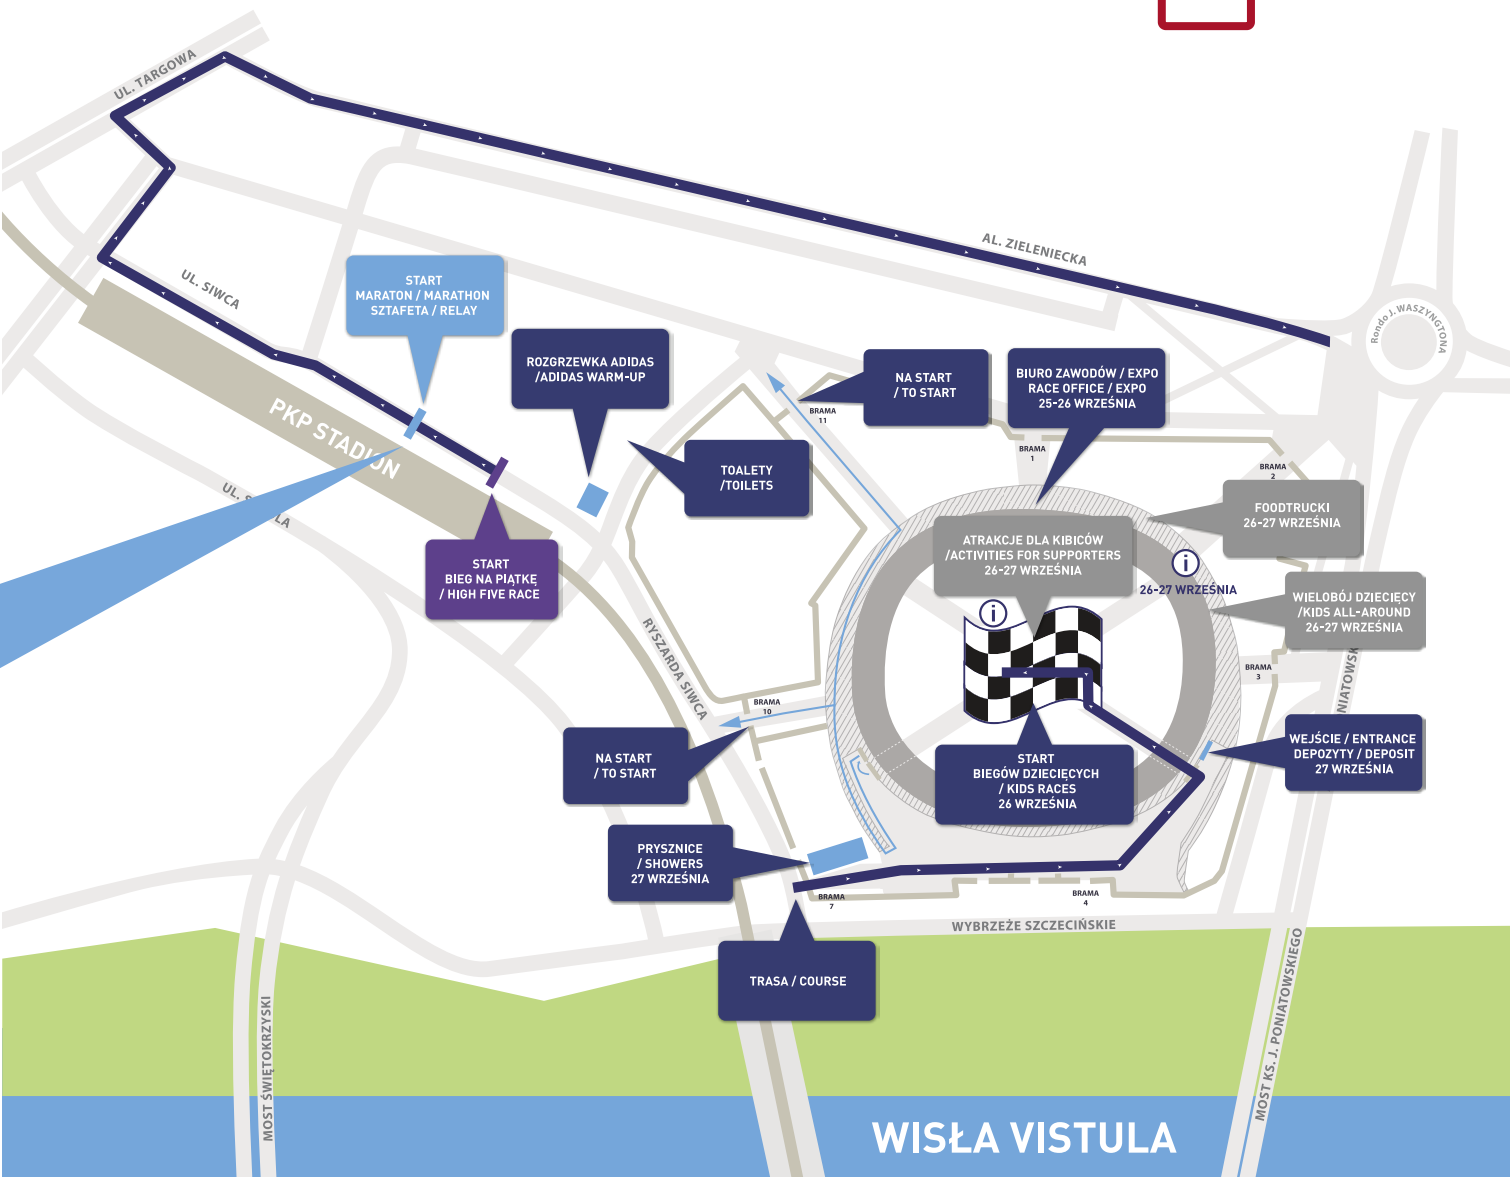 UL. TARGOWA
AL. ZIELENIECKA
UL. SIWCA
Rondo J. WASZYNGTONA
START
MARATON / MARATHON
SZTAFETA / RELAY
ROZGRZEWKA ADIDAS
/ADIDAS WARM-UP
NA START
/ TO START
BRAMA
11
BIURO ZAWODÓW / EXPO
RACE OFFICE / EXPO
25-26 WRZEŚNIA
PKP STADION
TOALETY
/TOILETS
BRAMA
1
BRAMA
2
FOODTRUCKI
26-27 WRZEŚNIA
UL.
ATRAKCJE DLA KIBICÓW
/ACTIVITIES FOR SUPPORTERS
26-27 WRZEŚNIA
START
BIEG NA PIĄTKĘ
/ HIGH FIVE RACE
i
26-27 WRZEŚNIA
WIELOBÓJ DZIECIĘCY
/KIDS ALL-AROUND
26-27 WRZEŚNIA
i
RYSZARDA SIWCA
BRAMA
3
NIATOWSK
BRAMA
10
NA START
/ TO START
START
BIEGÓW DZIECIĘCYCH
/ KIDS RACES
26 WRZEŚNIA
WEJŚCIE / ENTRANCE
DEPOZYTY / DEPOSIT
27 WRZEŚNIA
PRYSZNICE
/ SHOWERS
27 WRZEŚNIA
BRAMA
7
BRAMA
4
WYBRZEŻE SZCZECIŃSKIE
TRASA / COURSE
MOST ŚWIĘTOKRZYSKI
MOST KS. J. PONIATOWSKIEGO
WISŁA VISTULA